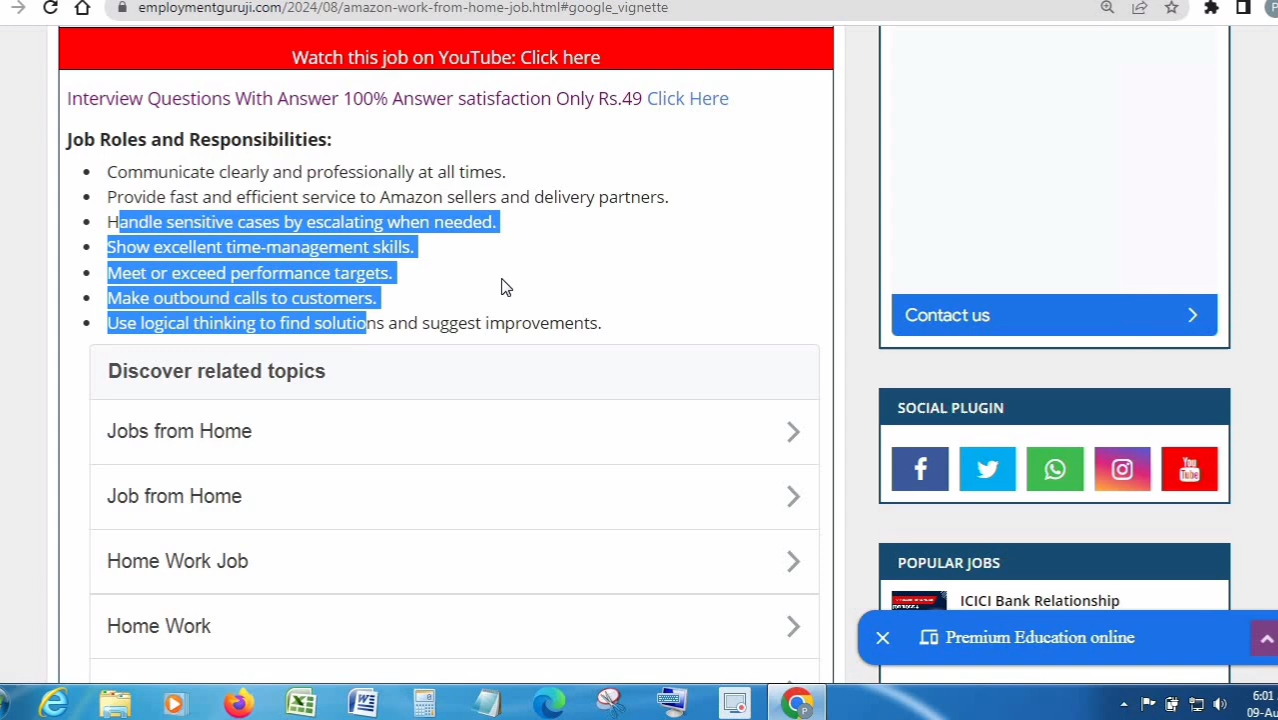 employmentguruji.com/2024/08/amazon-work-from-home-job.html#google_vignette
Watch this job on YouTube: Click here
Interview Questions With Answer 100% Answer satisfaction Only Rs.49 Click Here
Job Roles and Responsibilities:
Communicate clearly and professionally at all times.
Provide fast and efficient service to Amazon sellers and delivery partners.
Handle sensitive cases by escalating when needed.
Show excellent time-management skills.
Meet or exceed performance targets.
Make outbound calls to customers.
Use logical thinking to find solutions and suggest improvements.
Discover related topics
Jobs from Home
Job from Home
Home Work Job
Home Work
Contact us
SOCIAL PLUGIN
You
Tube
POPULAR JOBS
ICICI Bank Relationship
Premium Education online
6:01
09-Au